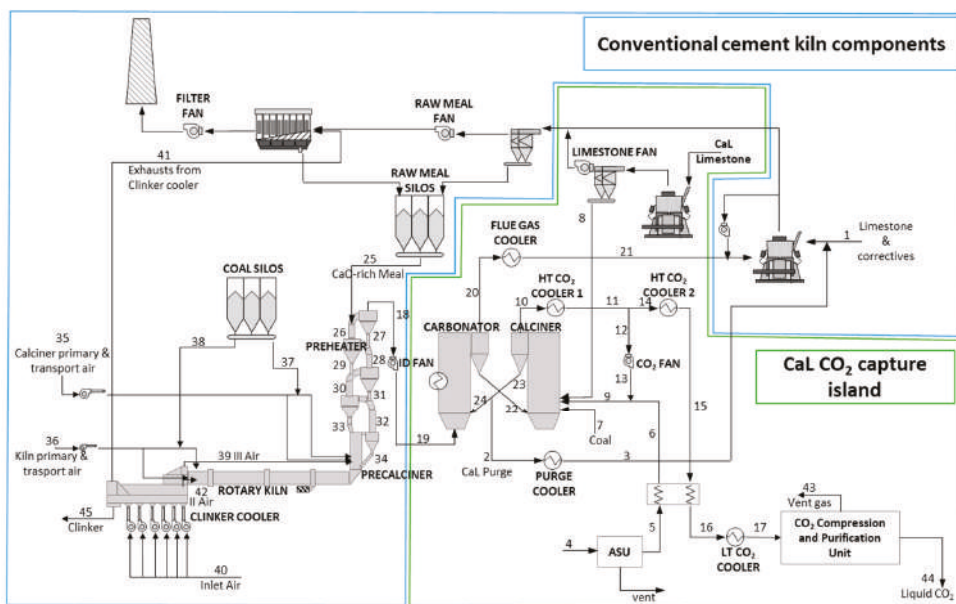 Conventional cement kiln components
FILTER
FAN
RAW MEAL
FAN
41
Exhausts from
Clinker cooler
RAW MEAL
SILOS
LIMESTONE FAN
CaL
Limestone
8
1
Limestone
&
correctives
FLUE GAS
COOLER
21
25
CaO-rich Meal
COAL SILOS
20
10
HT CO₂
COOLER 1
11
14
HT CO₂
COOLER 2
18
26
27
CARBONATOR
CALCINER
12
35
Calciner primary &
transport air
38
37
PREHEATER
28
29
ID FAN
CO₂ FAN
13
30
31
23
24
22
9
15
CaL CO₂ capture
island
36
Kiln primary &
trasport air
33
32
34
19
7
Coal
6
39 III Air
PRECALCINER
2
CaL Purge
3
PURGE
COOLER
42
II Air
ROTARY KILN
CLINKER COOLER
45
Clinker
43
Vent gas
5
16
17
CO₂ Compression
and Purification
Unit
4
ASU
LT CO₂
COOLER
40
Inlet Air
vent
44
Liquid CO₂